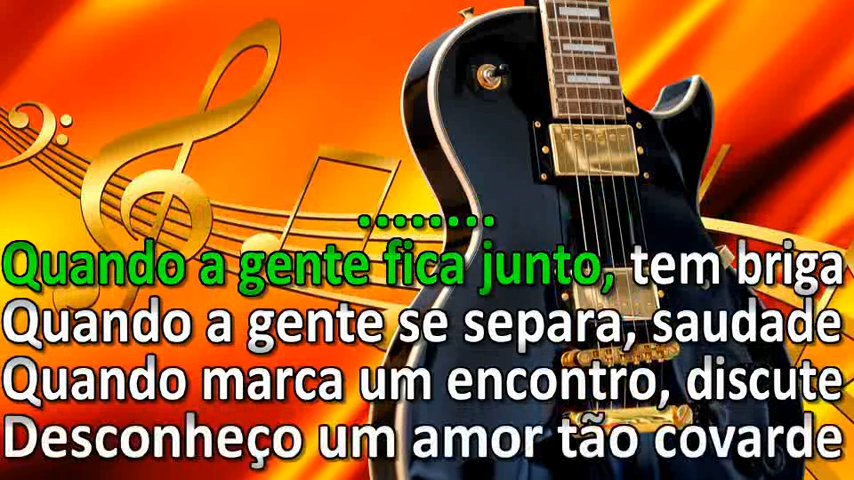 ........
Quando a gente fica junto, tem briga
Quando a gente se separa, saudade
Quando marca um encontro, discute
Desconheço um amor tão covarde